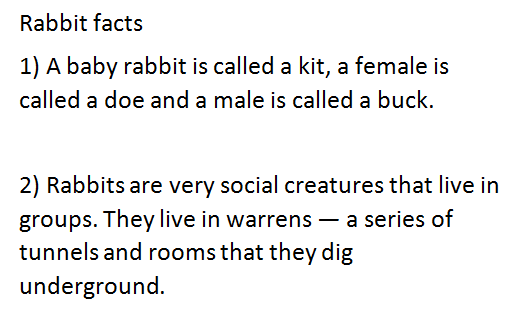 Rabbit facts
1) A baby rabbit is called a kit, a female is
called a doe and a male is called a buck.
2) Rabbits are very social creatures that live in
groups. They live in warrens — a series of
tunnels and rooms that they dig
underground.